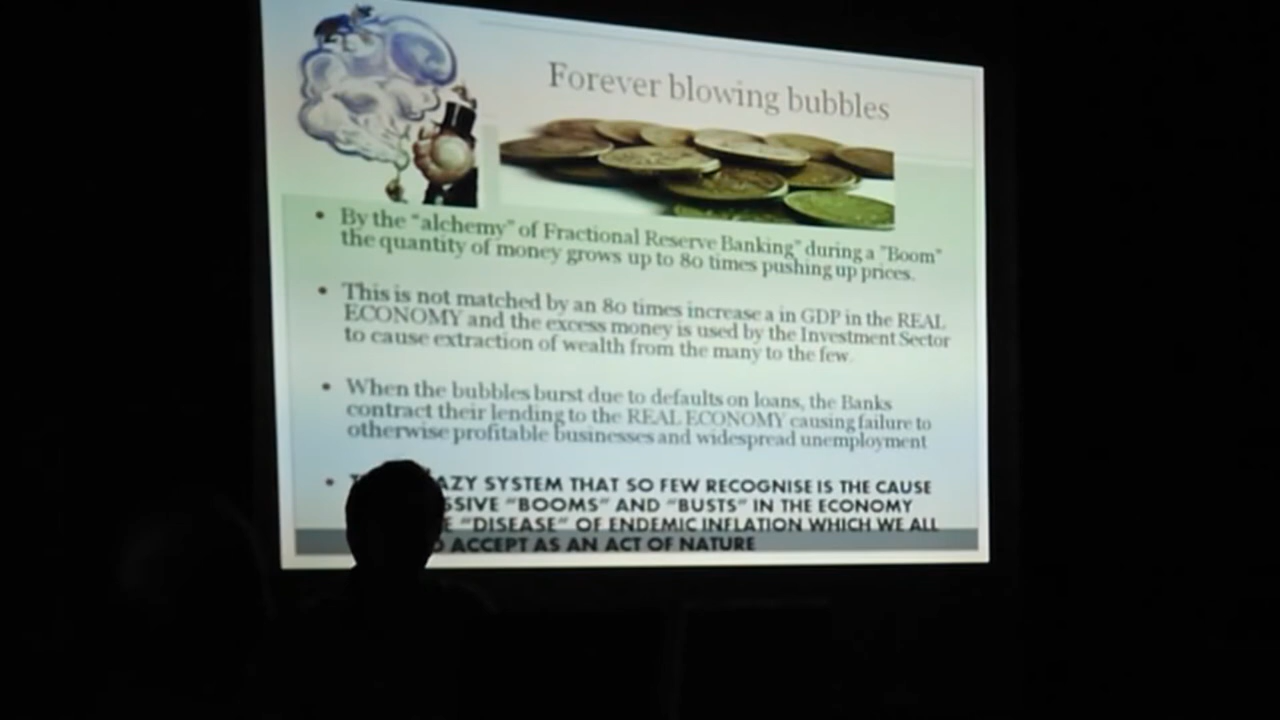 Forever blowing bubbles
• By the "alchemy" of Fractional Reserve Banking" during a "Boom"
the quantity of money grows up to 80 times pushing up prices.
• This is not matched by an 80 times increase a in GDP in the REAL
ECONOMY and the excess money is used by the Investment Sector
to cause extraction of wealth from the many to the few.
• When the bubbles burst due to defaults on loans, the Banks
contract their lending to the REAL ECONOMY causing failure to
otherwise profitable businesses and widespread unemployment
• AZY SYSTEM THAT SO FEW RECOGNISE IS THE CAUSE
SSIVE "BOOMS" AND "BUSTS" IN THE ECONOMY
"DISEASE" OF ENDEMIC INFLATION WHICH WE ALL
ACCEPT AS AN ACT OF NATURE